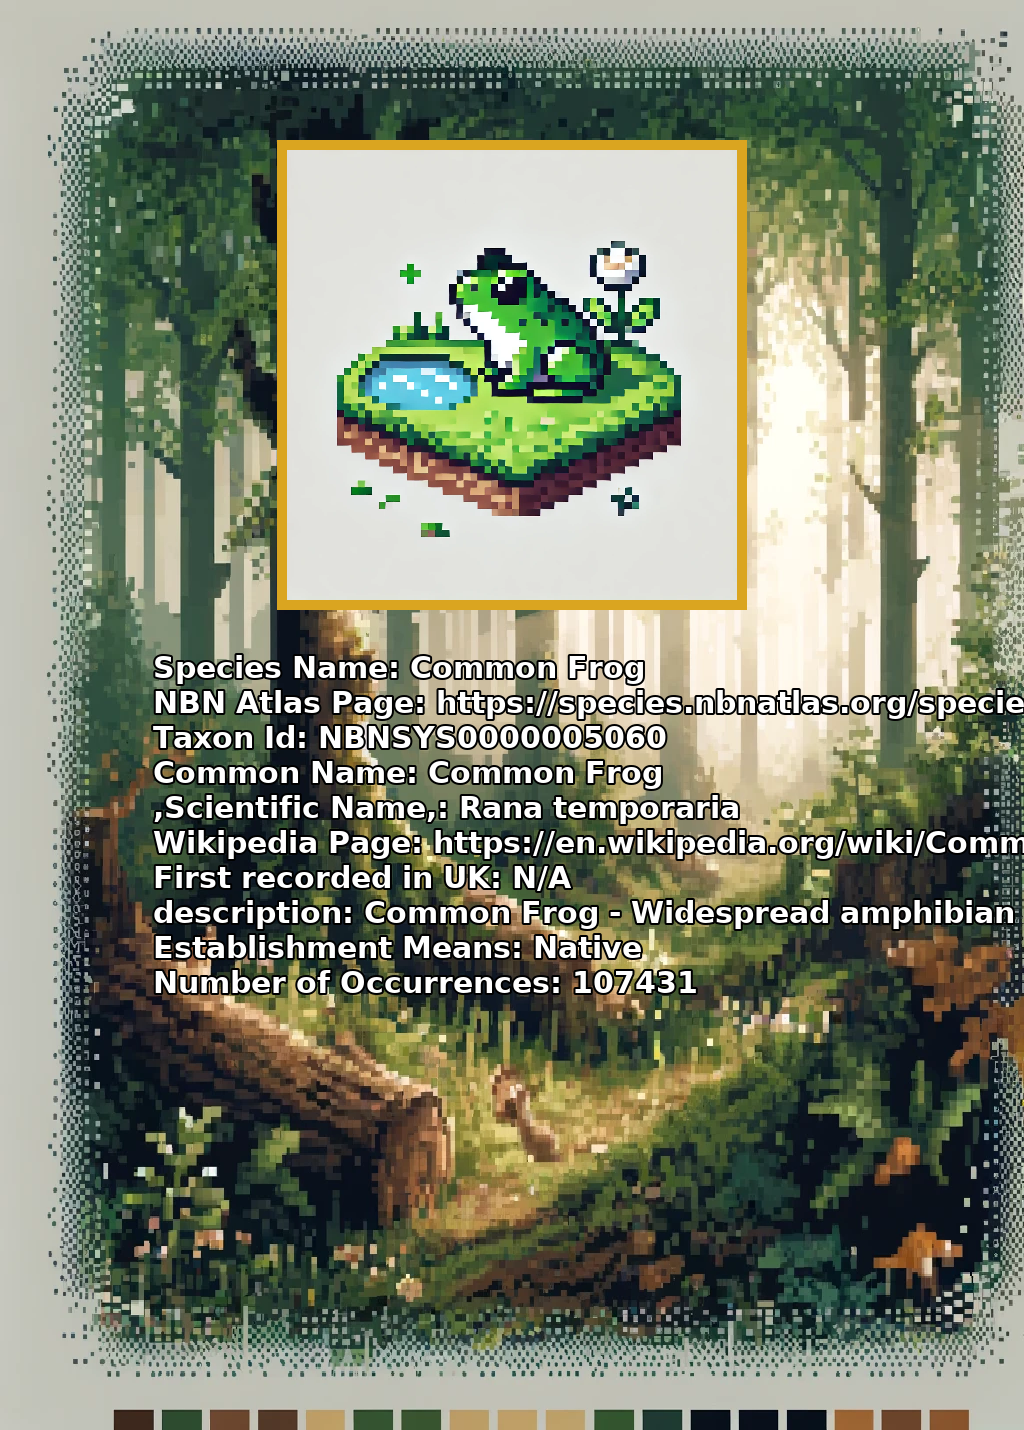 Species Name: Common Frog
NBN Atlas Page: https://species.nbnatlas.org/specie
Taxon Id: NBNSYS0000005060
Common Name: Common Frog
,Scientific Name,: Rana temporaria
Wikipedia Page: https://en.wikipedia.org/wiki/Comm
First recorded in UK: N/A
description: Common Frog - Widespread amphibian
Establishment Means: Native
Number of Occurrences: 107431